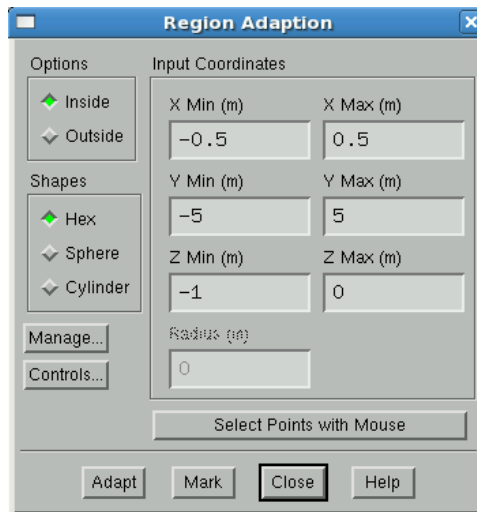 Region Adaption
Options
Inside
Outside
Shapes
Hex
Sphere
Cylinder
Manage...
Controls...
Input Coordinates
X Min (m) X Max (m)
-0.5 0.5
Y Min (m) Y Max (m)
-5 5
Z Min (m) Z Max (m)
-1 0
Radius (m)
0
Select Points with Mouse
Adapt Mark Close Help